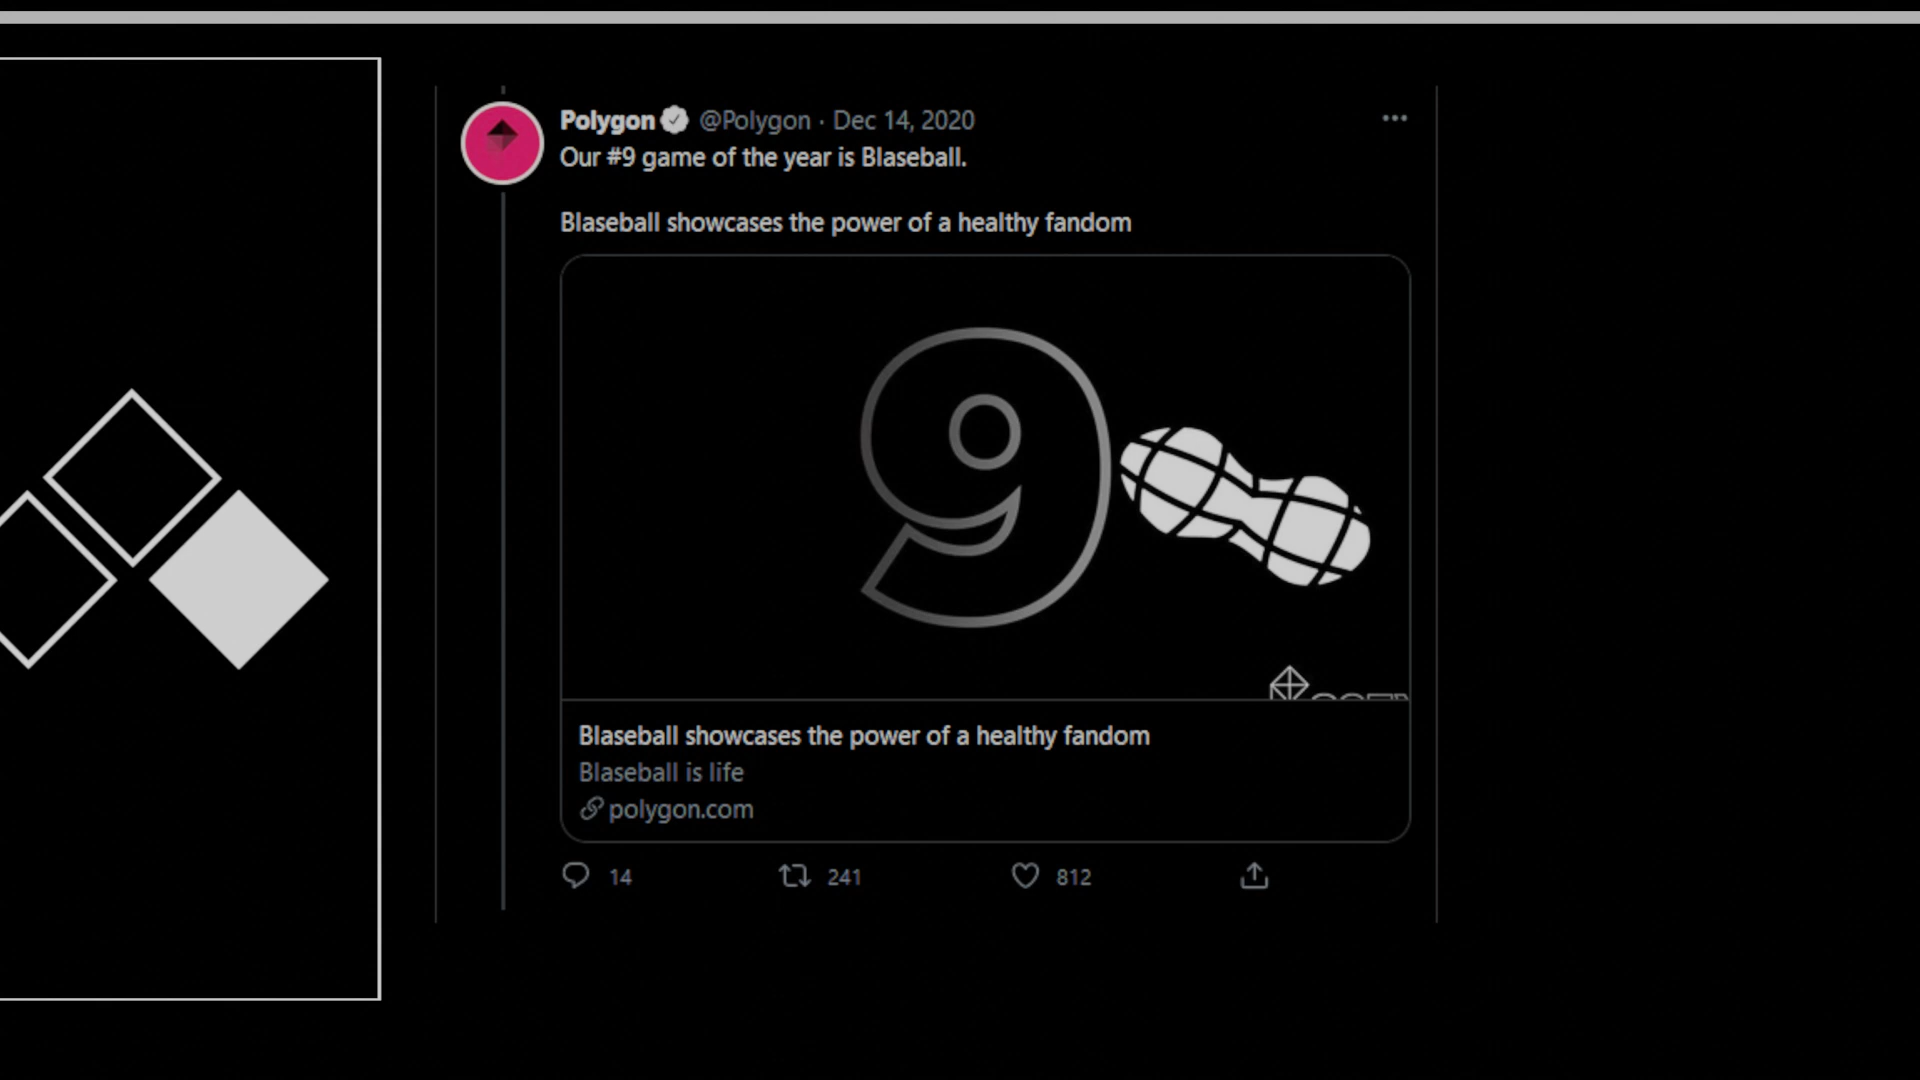 Polygon @Polygon · Dec 14, 2020
Our #9 game of the year is Blaseball.
Blaseball showcases the power of a healthy fandom
9
Blaseball showcases the power of a healthy fandom
Blaseball is life
polygon.com
14 241 812